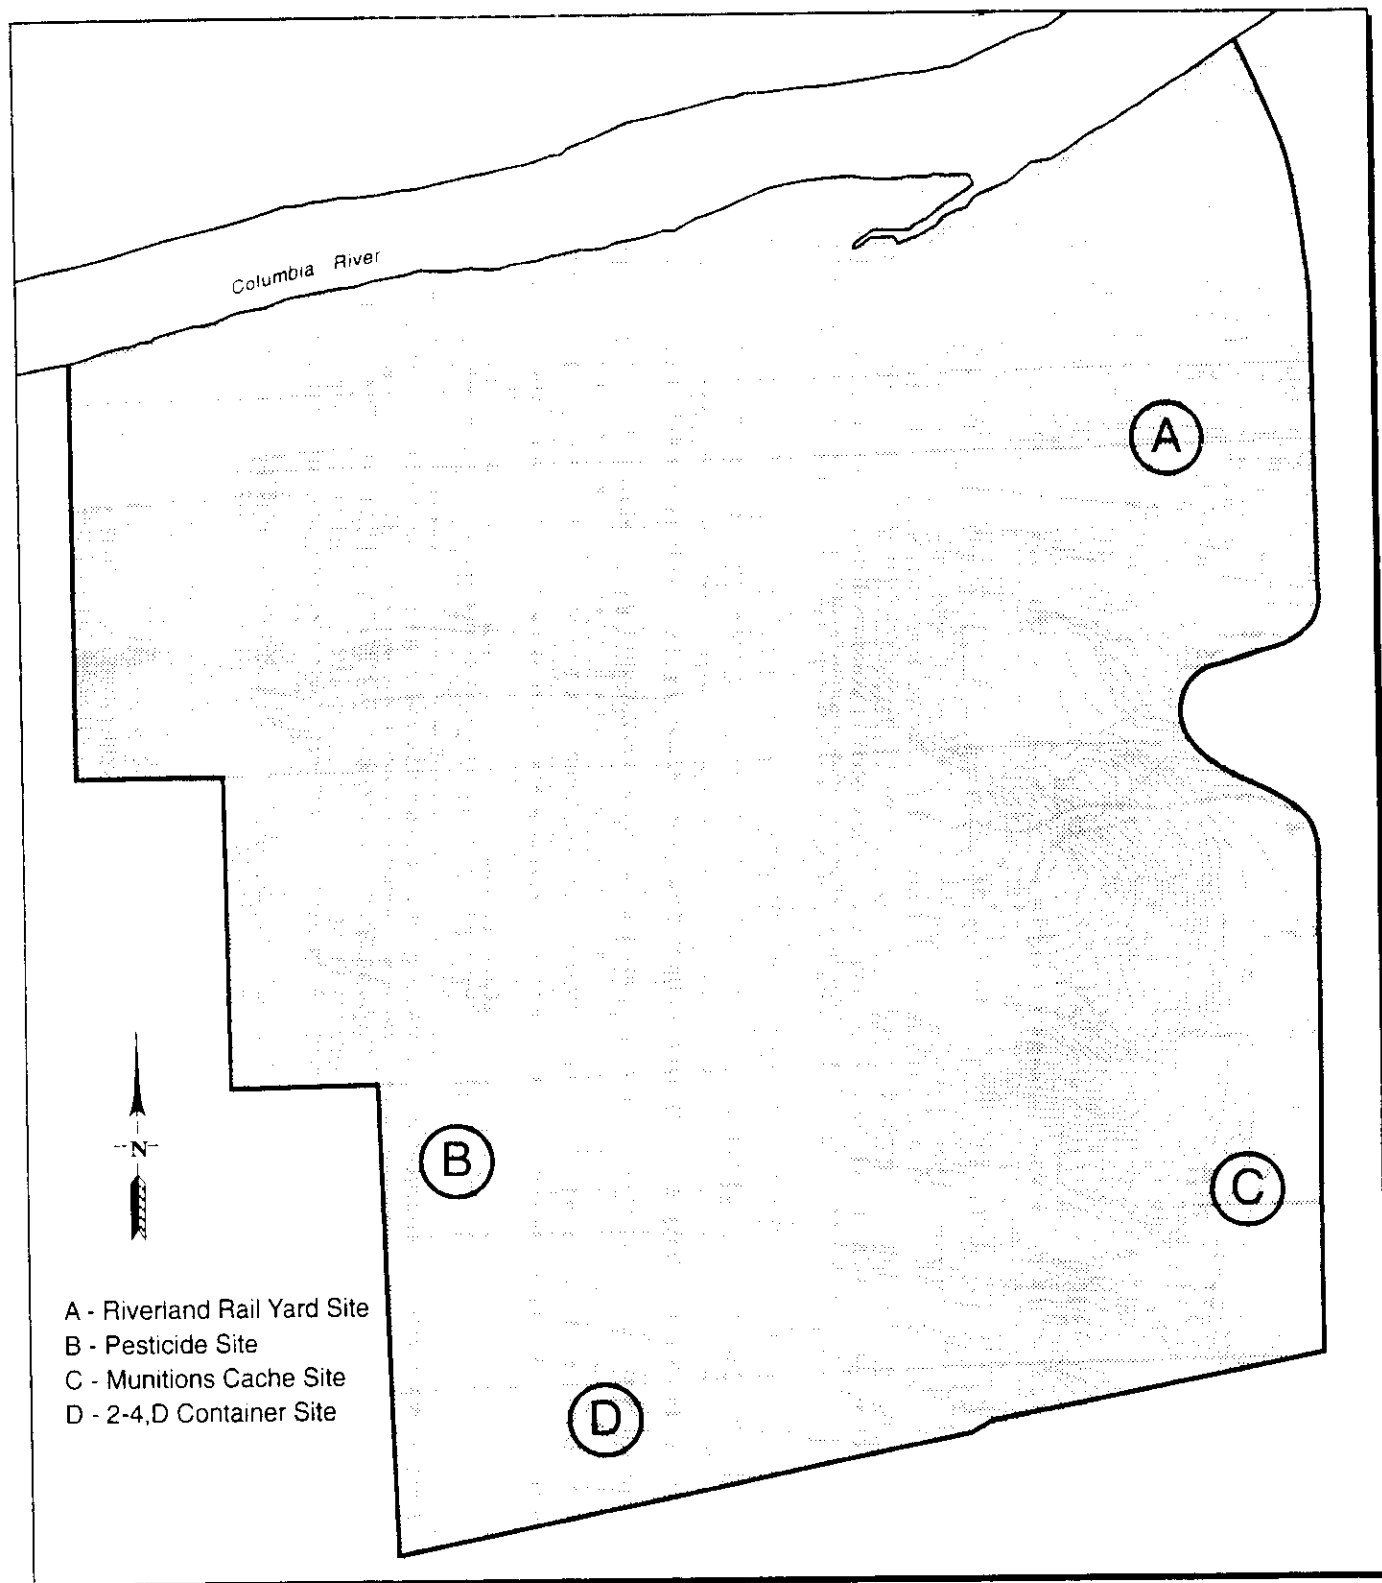 Columbia River
A
N
B
C
A - Riverland Rail Yard Site
B - Pesticide Site
C - Munitions Cache Site
D - 2-4,D Container Site
D